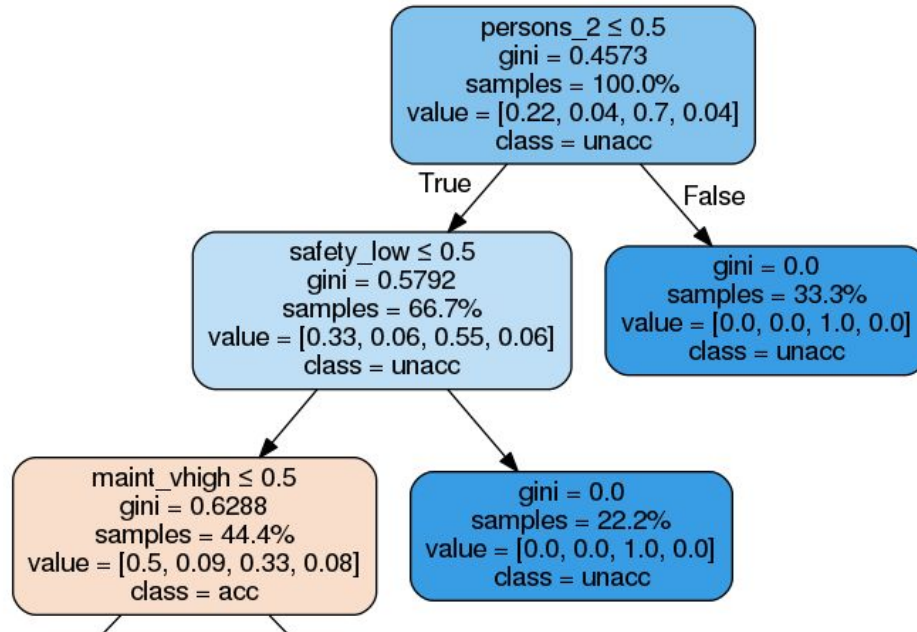 persons_2 ≤ 0.5
gini = 0.4573
samples = 100.0%
value = [0.22, 0.04, 0.7, 0.04]
class = unacc
True
False
safety_low ≤ 0.5
gini = 0.5792
samples = 66.7%
value = [0.33, 0.06, 0.55, 0.06]
class = unacc
gini = 0.0
samples = 33.3%
value = [0.0, 0.0, 1.0, 0.0]
class = unacc
maint_vhigh ≤ 0.5
gini = 0.6288
samples = 44.4%
value = [0.5, 0.09, 0.33, 0.08]
class = acc
gini = 0.0
samples = 22.2%
value = [0.0, 0.0, 1.0, 0.0]
class = unacc